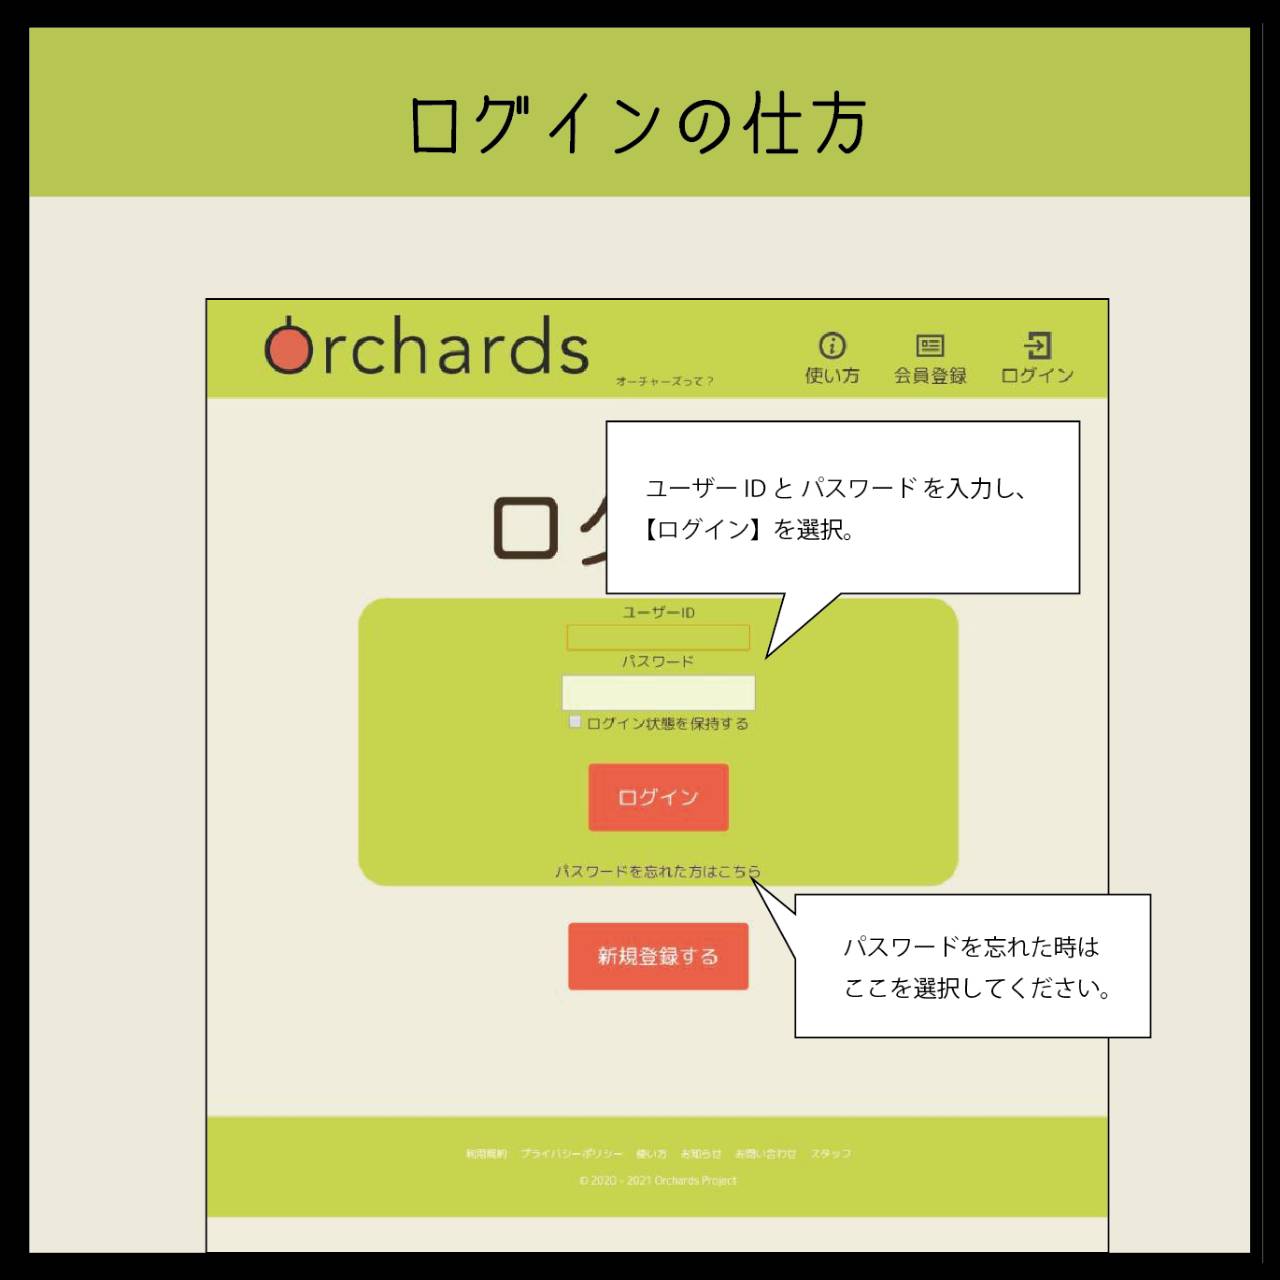 ログインの仕方
Orchards
オーチャーズって？
使い方
会員登録
ログイン
ユーザー ID と パスワード を入力し、
【ログイン】を選択。
ログ
ユーザーID
パスワード
ログイン状態を保持する
ログイン
パスワードを忘れた方はこちら
パスワードを忘れた時は
ここを選択してください。
新規登録する
利用規約 プライバシーポリシー 使い方 お知らせ お問い合わせ スタッフ
© 2020 - 2021 Orchards Project